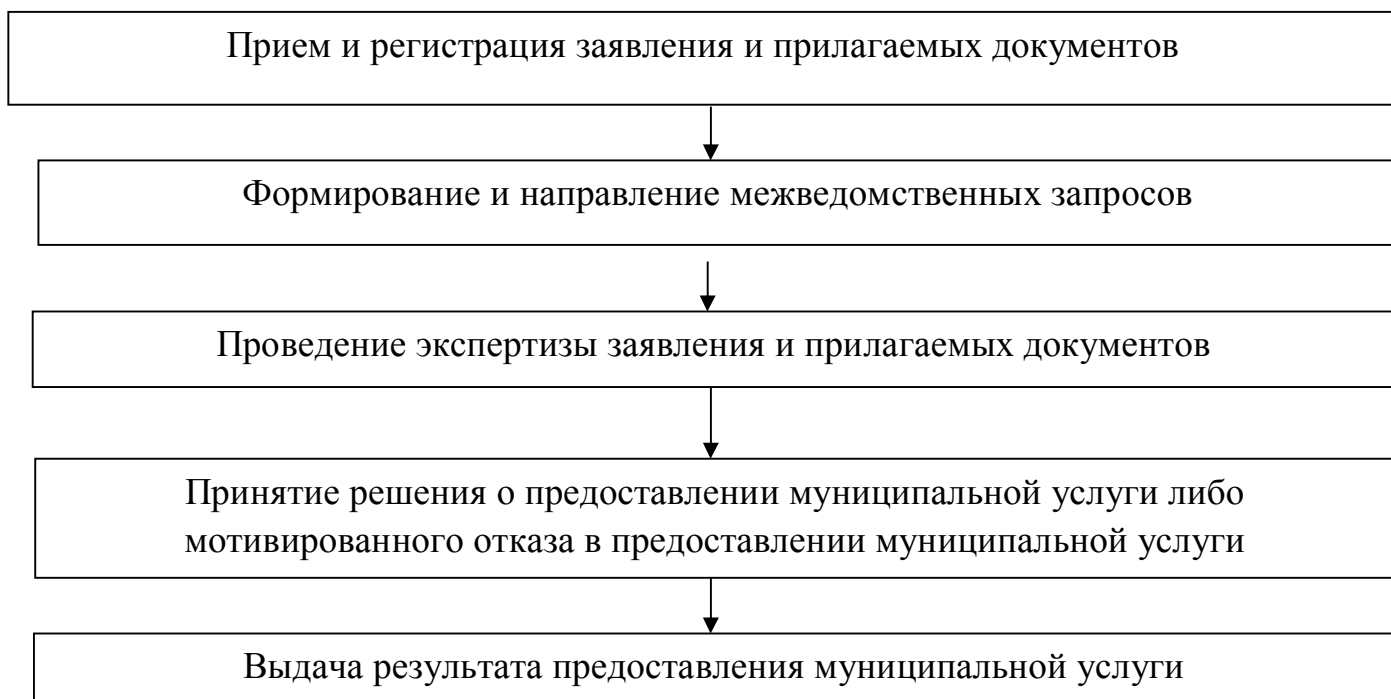 Прием и регистрация заявления и прилагаемых документов
Формирование и направление межведомственных запросов
Проведение экспертизы заявления и прилагаемых документов
Принятие решения о предоставлении муниципальной услуги либо
мотивированного отказа в предоставлении муниципальной услуги
Выдача результата предоставления муниципальной услуги